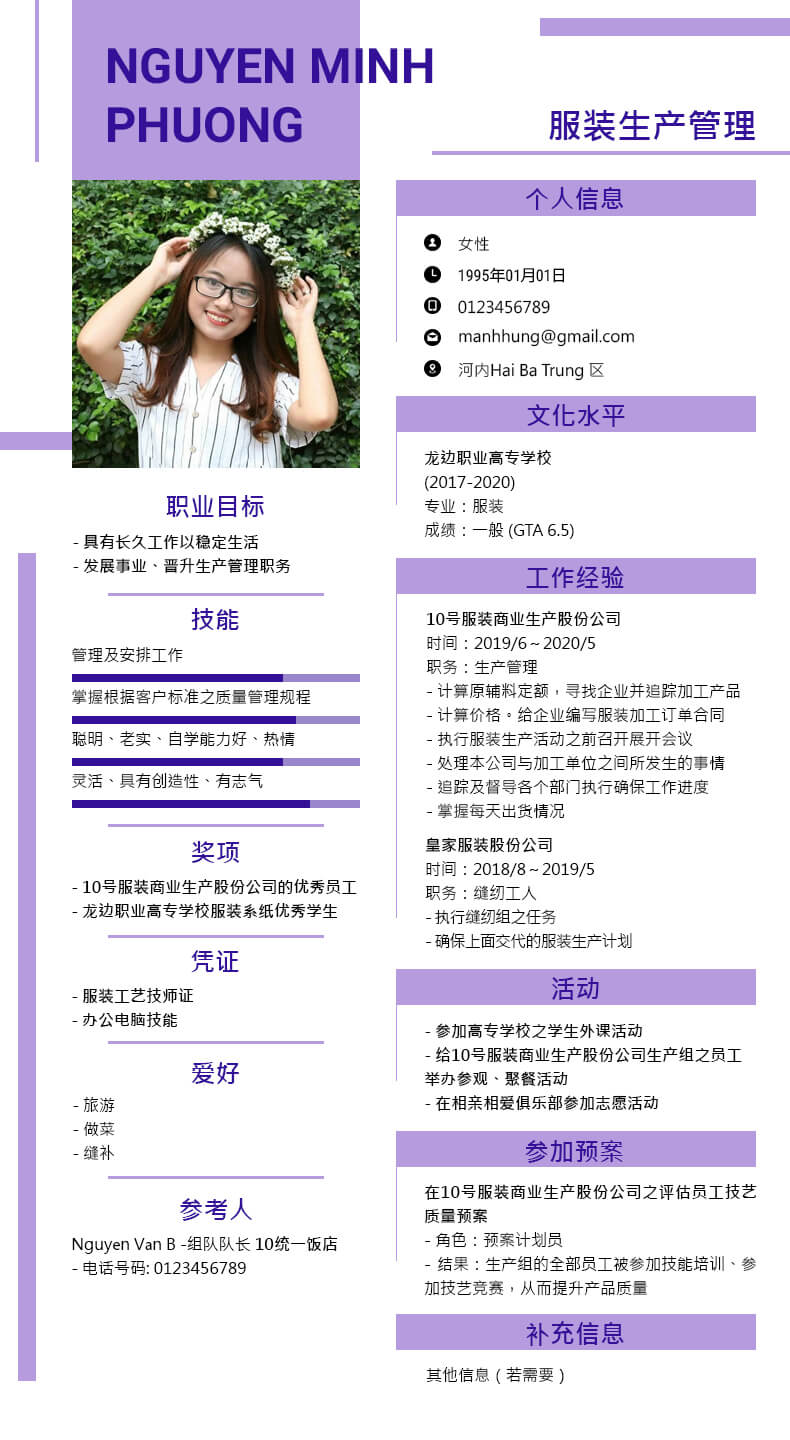 NGUYEN MINH
PHUONG
服装生产管理
职业目标
- 具有长久工作以稳定生活
- 发展事业、晋升生产管理职务
技能
管理及安排工作
掌握根据客户标准之质量管理规程
聪明、老实、自学能力好、热情
灵活、具有创造性、有志气
奖项
- 10号服装商业生产股份公司的优秀员工
- 龙边职业高专学校服装系纸优秀学生
凭证
- 服装工艺技师证
- 办公电脑技能
爱好
- 旅游
- 做菜
- 缝补
参考人
Nguyen Van B -组队队长 10统一饭店
- 电话号码: 0123456789
个人信息
女性
1995年01月01日
0123456789
manhhung@gmail.com
河内Hai Ba Trung 区
文化水平
龙边职业高专学校
(2017-2020)
专业：服装
成绩：一般 (GTA 6.5)
工作经验
10号服装商业生产股份公司
时间：2019/6～2020/5
职务：生产管理
- 计算原辅料定额，寻找企业并追踪加工产品
- 计算价格。给企业编写服装加工订单合同
- 执行服装生产活动之前召开展开会议
- 处理本公司与加工单位之间所发生的事情
- 追踪及督导各个部门执行确保工作进度
- 掌握每天出货情况
皇家服装股份公司
时间：2018/8～2019/5
职务：缝纫工人
- 执行缝纫组之任务
- 确保上面交代的服装生产计划
活动
- 参加高专学校之学生外课活动
- 给10号服装商业生产股份公司生产组之员工
举办参观、聚餐活动
- 在相亲相爱俱乐部参加志愿活动
参加预案
在10号服装商业生产股份公司之评估员工技艺
质量预案
- 角色：预案计划员
- 结果：生产组的全部员工被参加技能培训、参
加技艺竞赛，从而提升产品质量
补充信息
其他信息（若需要）